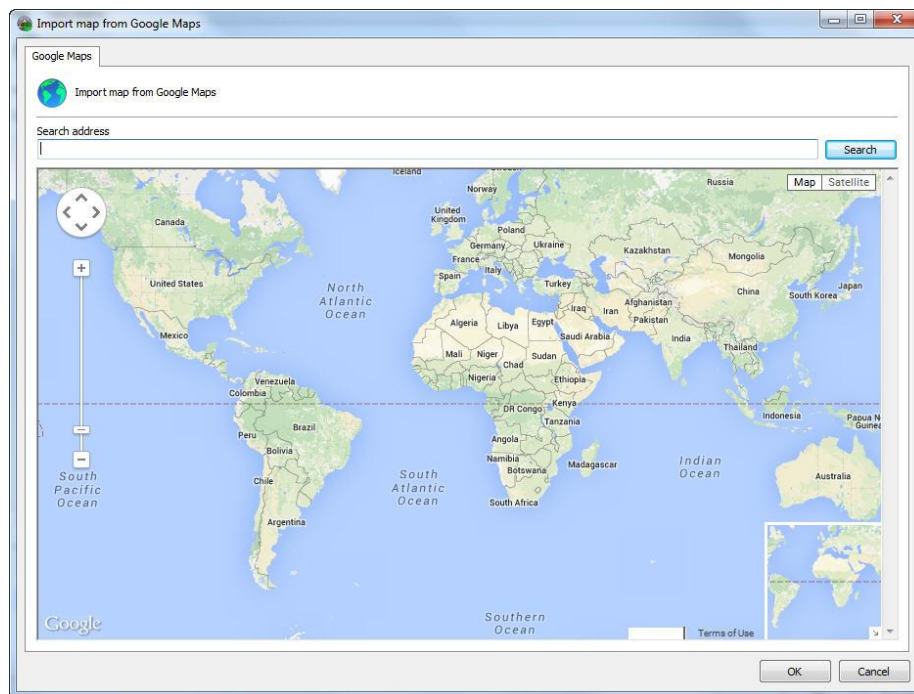 Import map from Google Maps
Google Maps
Import map from Google Maps
Search address
Search
Iceland
Norway
Russia
Map Satellite
Canada
United
Kingdom
Poland
Germany
Ukraine
Kazakhstan
Mongolia
France
Italy
Spain
Turkey
China
Japan
South Korea
United States
North
Atlantic
Ocean
Iraq
Iran
Afghanistan
Pakistan
Algeria
Libya
Egypt
Saudi Arabia
India
Mexico
Thailand
Mali
Niger
Chad
Sudan
Nigeria
Ethiopia
Venezuela
Colombia
DR Congo
Kenya
Tanzania
Indonesia
Papua N
Guinea
Peru
Brazil
Angola
Bolivia
Namibia
Botswana
Madagascar
Indian
Ocean
South
Pacific
Ocean
Chile
South
Atlantic
Ocean
Australia
South Africa
Argentina
Southern
Ocean
Google
Terms of Use
OK
Cancel